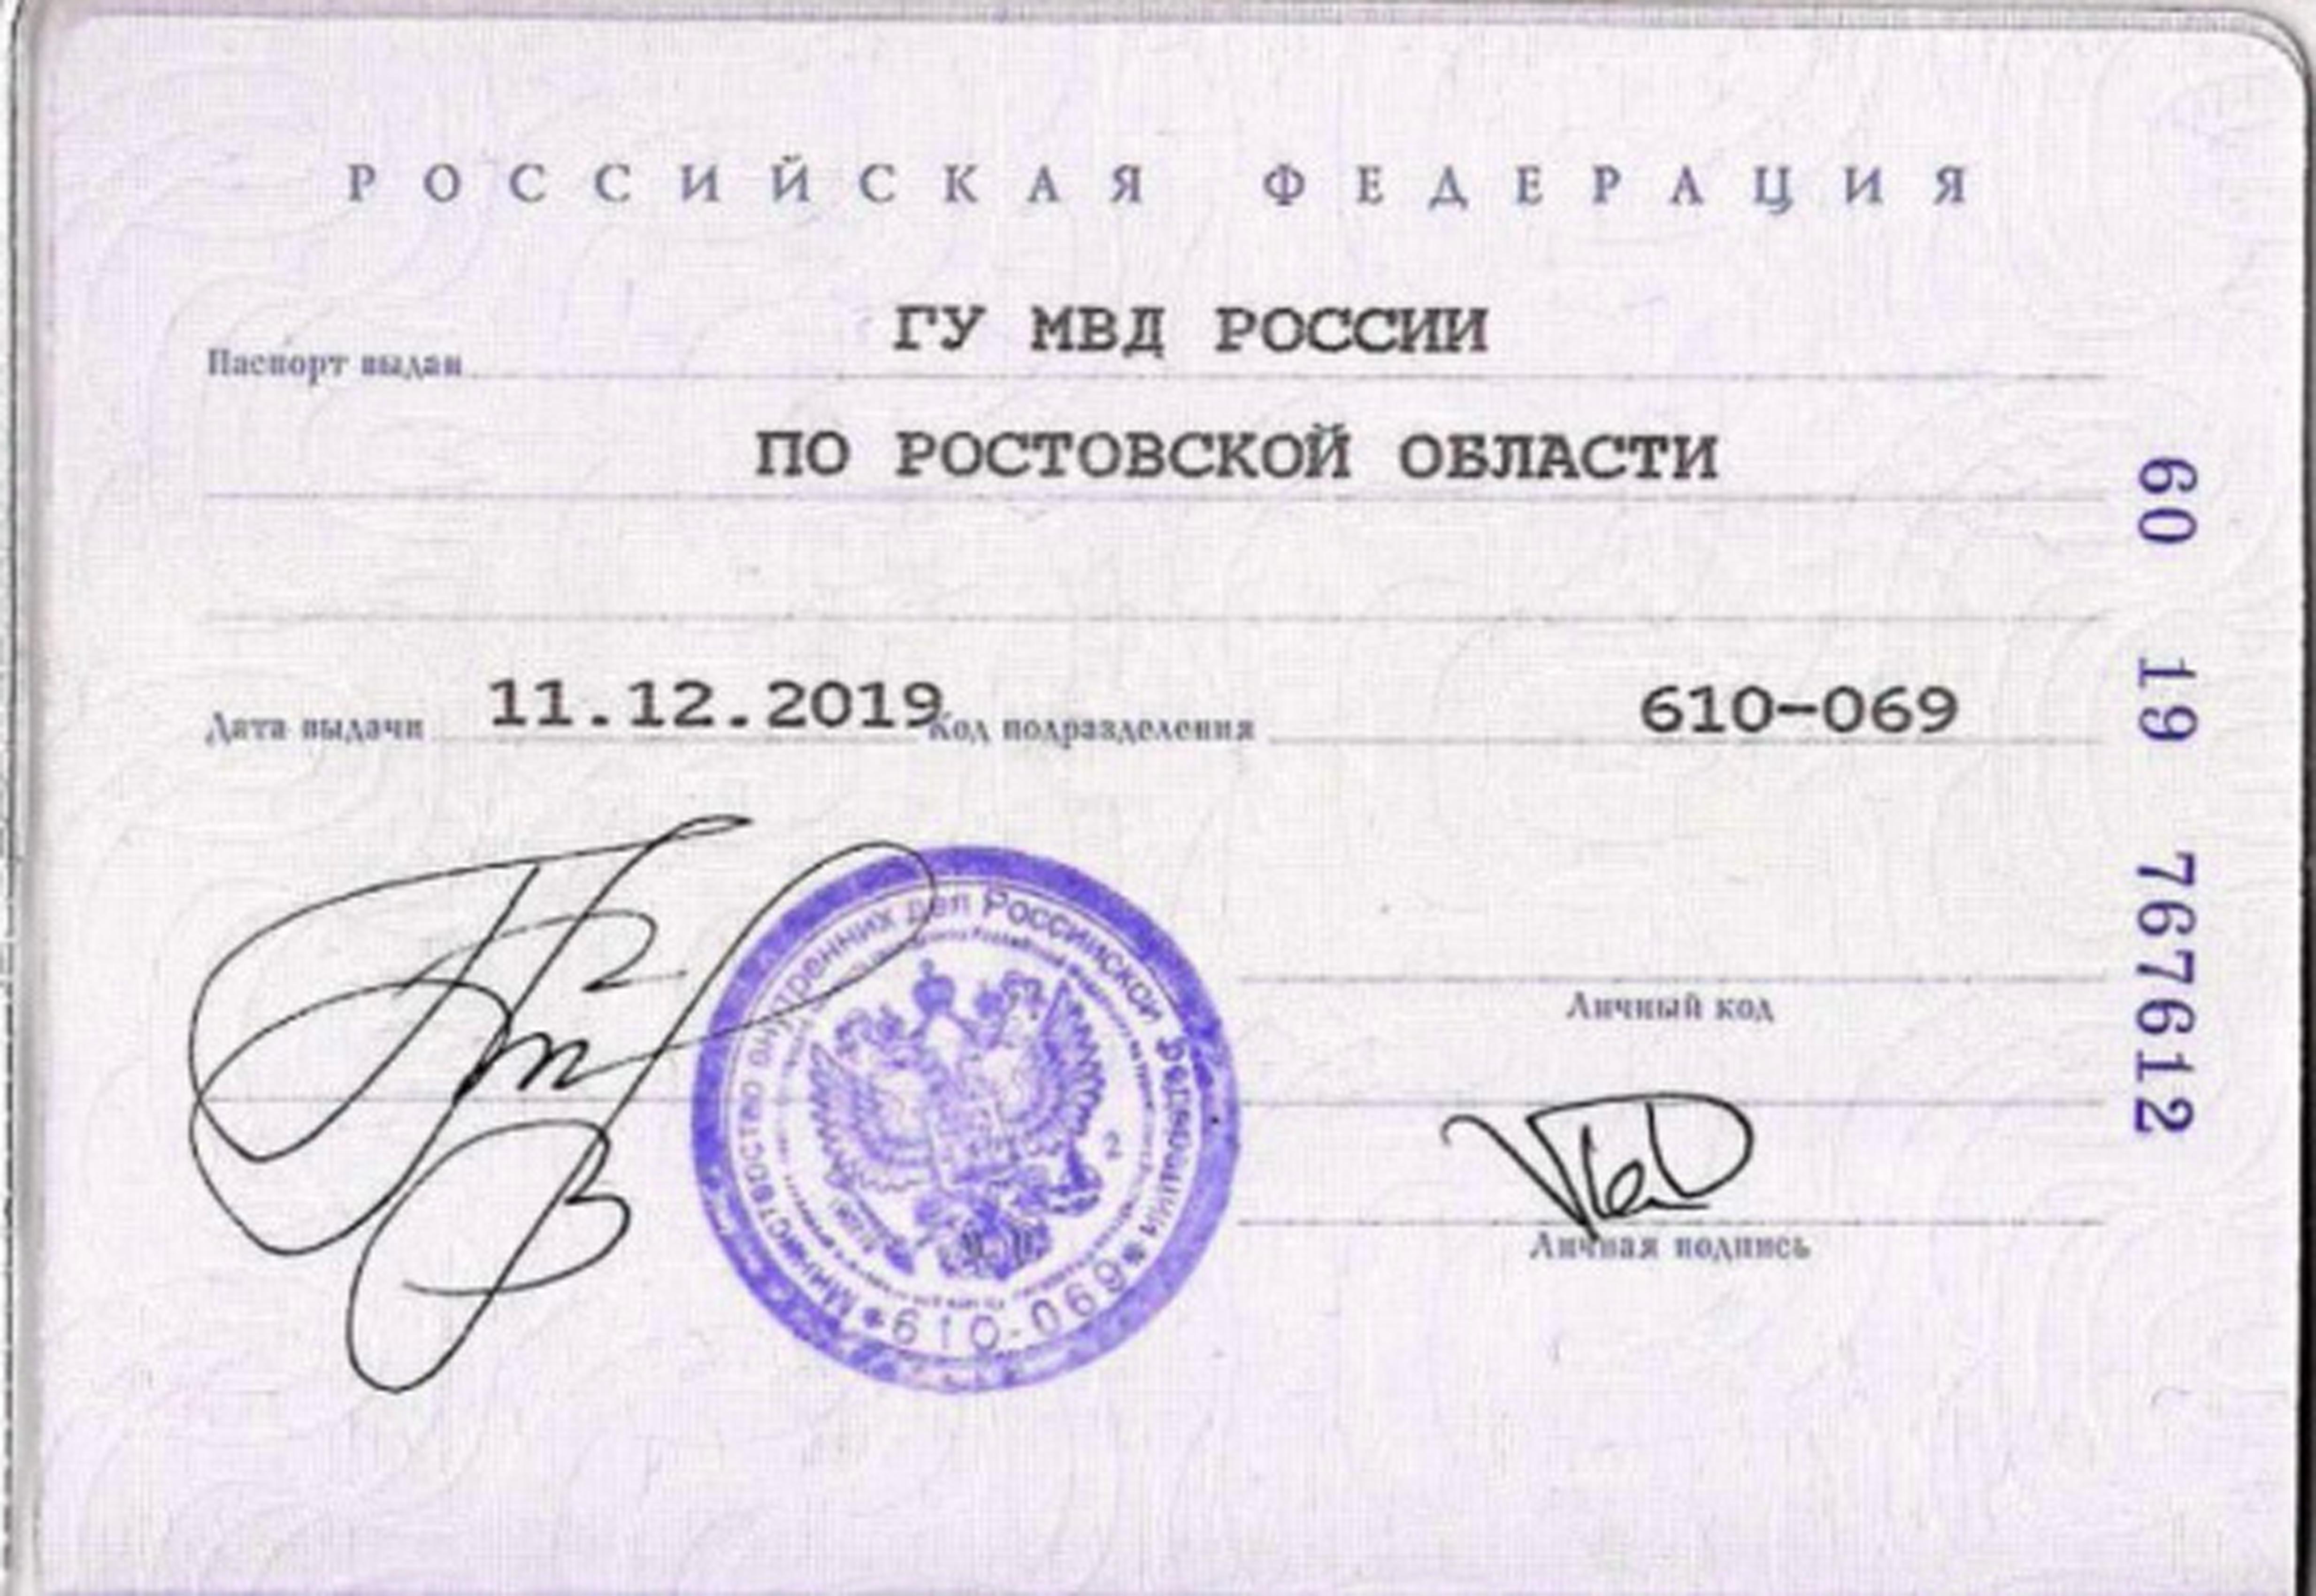 РОССИЙСКАЯ ФЕДЕРАЦИЯ
Паспорт выдан ГУ МВД РОССИИ
ПО РОСТОВСКОЙ ОБЛАСТИ
Дата выдачи 11.12.2019 Код подразделения 610-069
Личный код
Личная подпись
Министерство внутренних дел Российской Федерации
610-069
2
60 19 767612